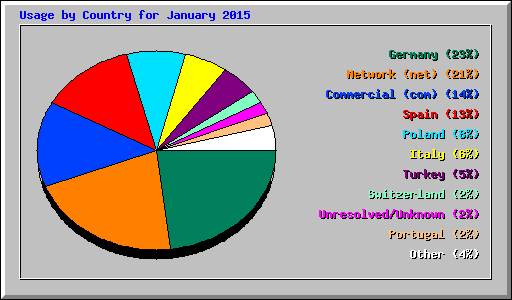 Usage by Country for January 2015
Germany (23%)
Network (net) (21%)
Commercial (com) (14%)
Spain (13%)
Poland (8%)
Italy (6%)
Turkey (5%)
Switzerland (2%)
Unresolved/Unknown (2%)
Portugal (2%)
Other (4%)